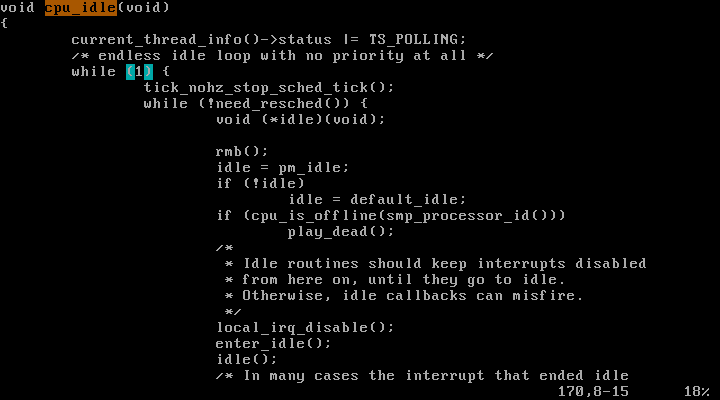 void cpu_idle(void)
{
        current_thread_info()->status |= TS_POLLING;
        /* endless idle loop with no priority at all */
        while (1) {
                tick_nohz_stop_sched_tick();
                while (!need_resched()) {
                        void (*idle)(void);

                        rmb();
                        idle = pm_idle;
                        if (!idle)
                                idle = default_idle;
                        if (cpu_is_offline(smp_processor_id()))
                                play_dead();
                        /*
                         * Idle routines should keep interrupts disabled
                         * from here on, until they go to idle.
                         * Otherwise, idle callbacks can misfire.
                         */
                        local_irq_disable();
                        enter_idle();
                        idle();
                        /* In many cases the interrupt that ended idle
170,8-15 18%